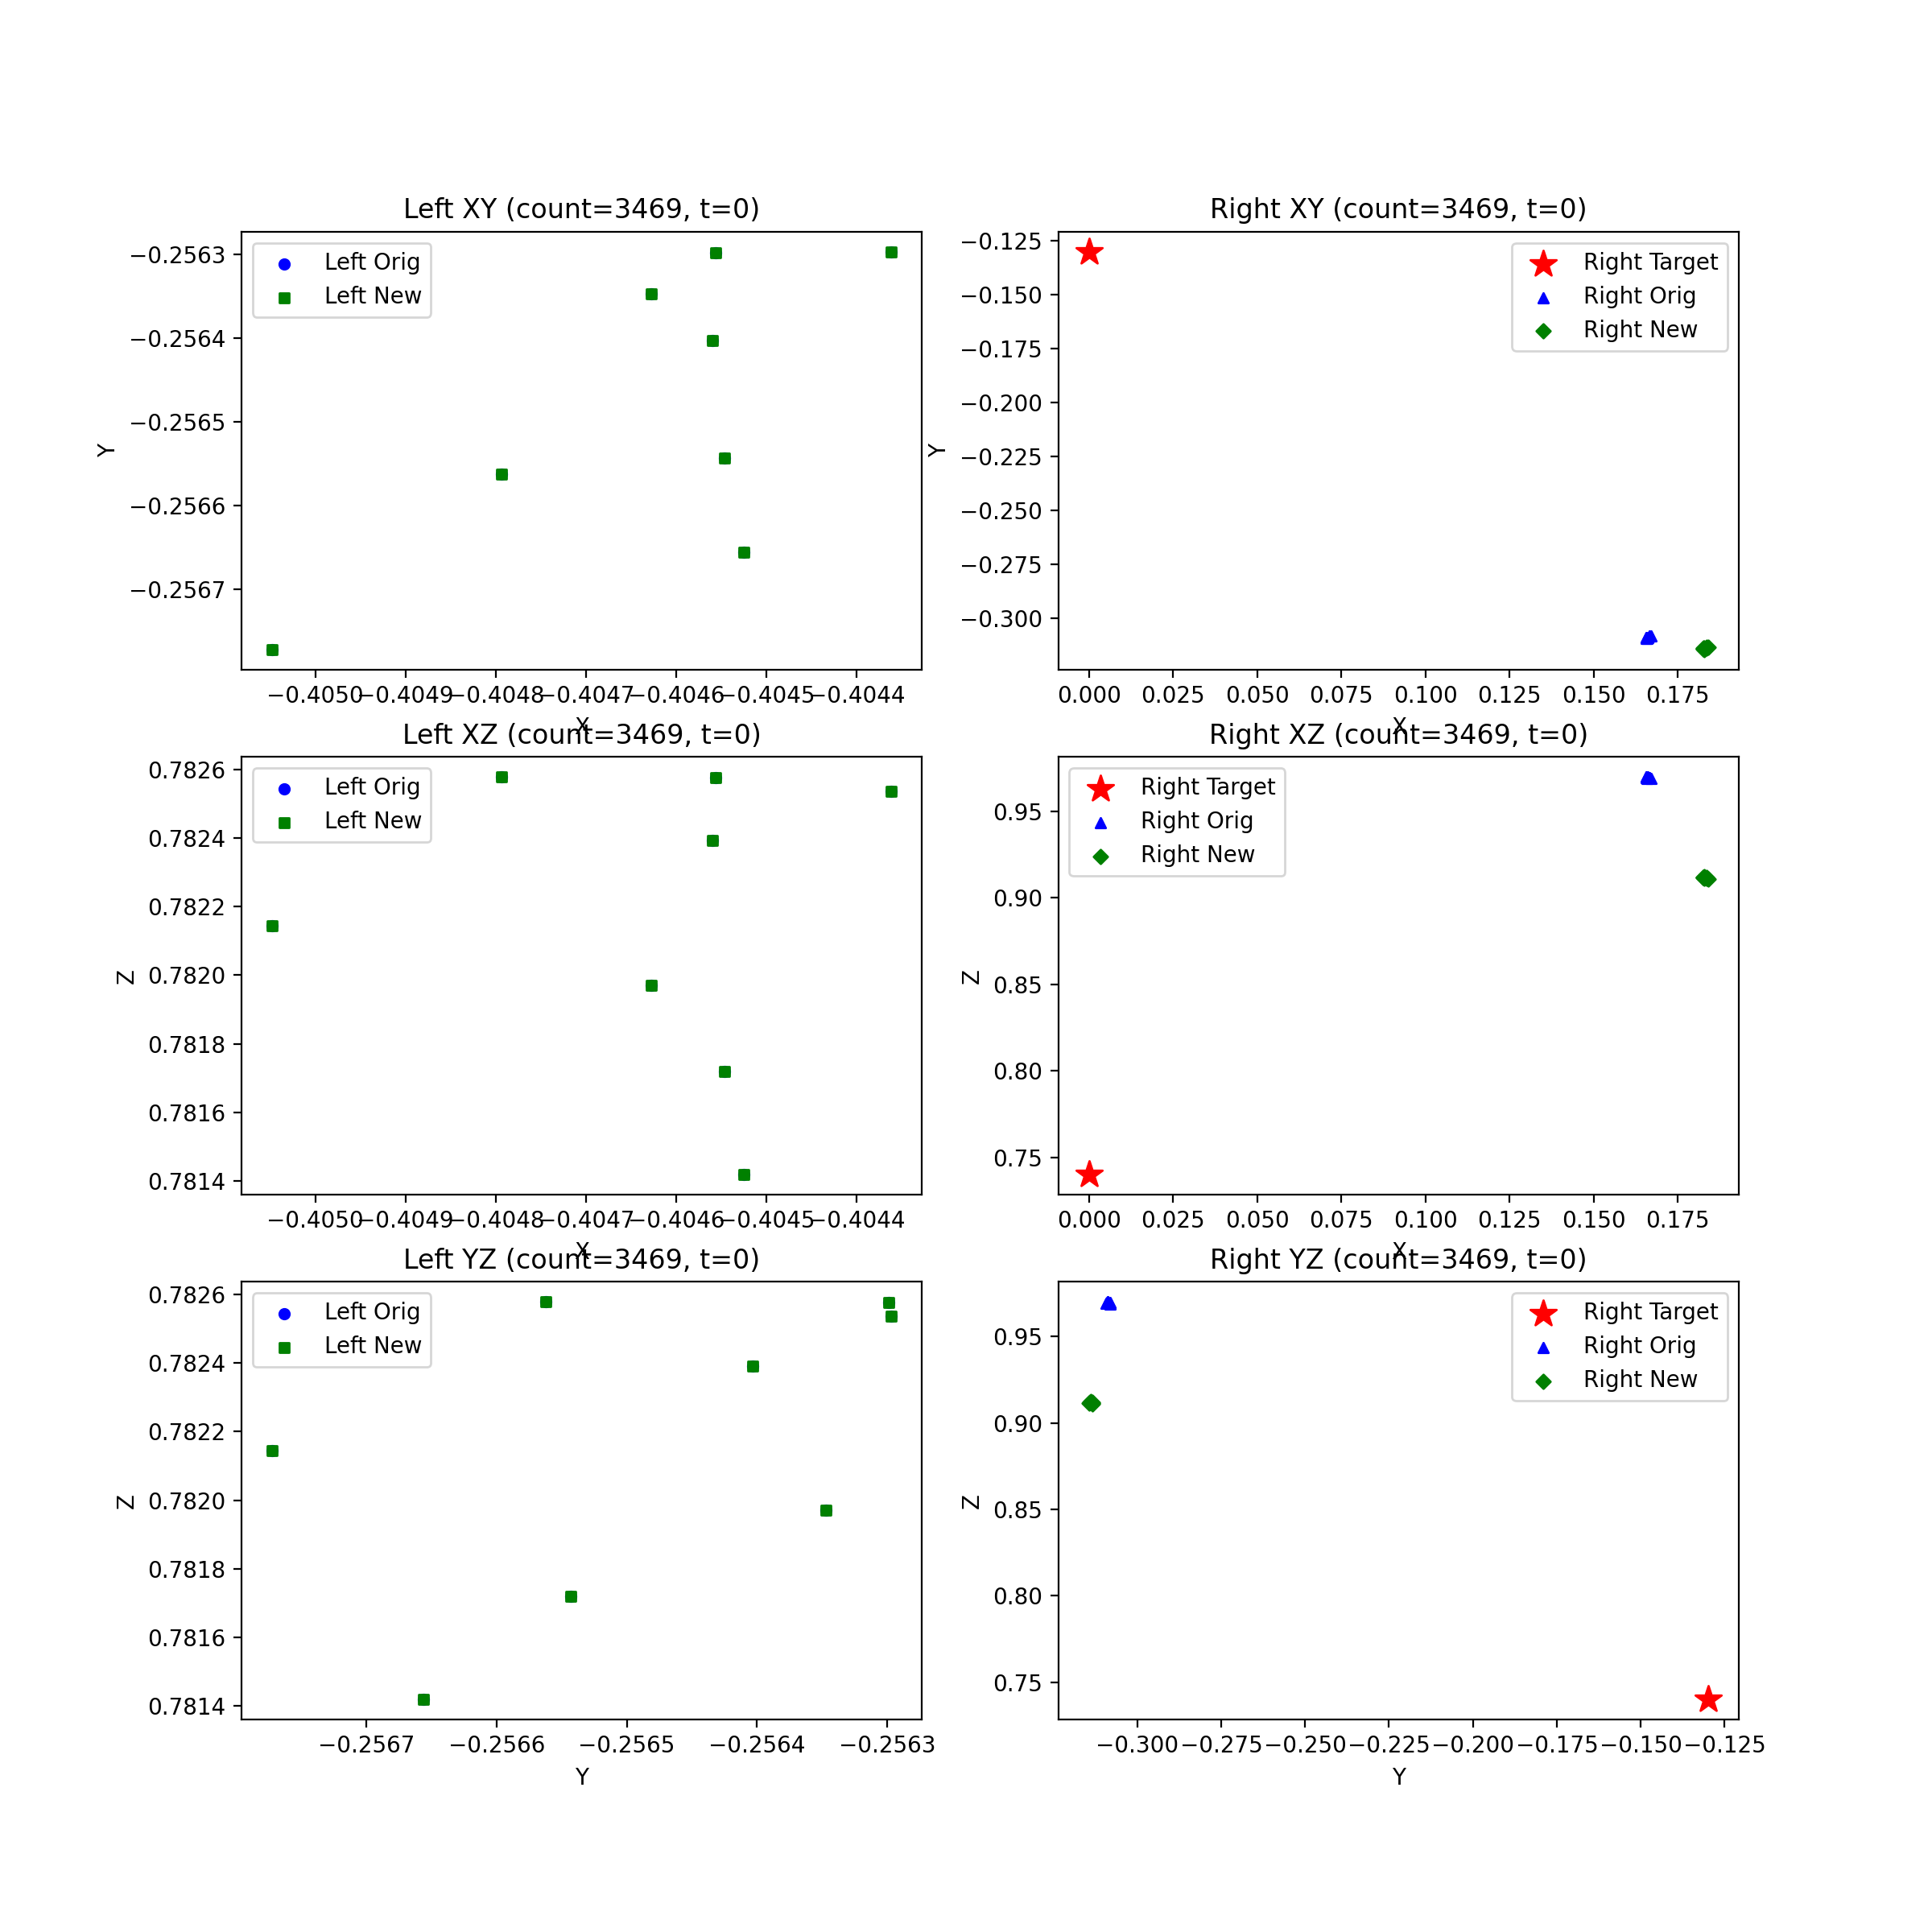 Left XY (count=3469, t=0)
Left Orig
Left New
Y
−0.2563
−0.2564
−0.2565
−0.2566
−0.2567
−0.4050
−0.4049
−0.4048
−0.4047
−0.4046
−0.4045
−0.4044
X
Right XY (count=3469, t=0)
Right Target
Right Orig
Right New
Y
−0.125
−0.150
−0.175
−0.200
−0.225
−0.250
−0.275
−0.300
0.000
0.025
0.050
0.075
0.100
0.125
0.150
0.175
X
Left XZ (count=3469, t=0)
Left Orig
Left New
Z
0.7826
0.7824
0.7822
0.7820
0.7818
0.7816
0.7814
−0.4050
−0.4049
−0.4048
−0.4047
−0.4046
−0.4045
−0.4044
X
Right XZ (count=3469, t=0)
Right Target
Right Orig
Right New
Z
0.95
0.90
0.85
0.80
0.75
0.000
0.025
0.050
0.075
0.100
0.125
0.150
0.175
X
Left YZ (count=3469, t=0)
Left Orig
Left New
Z
0.7826
0.7824
0.7822
0.7820
0.7818
0.7816
0.7814
−0.2567
−0.2566
−0.2565
−0.2564
−0.2563
Y
Right YZ (count=3469, t=0)
Right Target
Right Orig
Right New
Z
0.95
0.90
0.85
0.80
0.75
−0.300
−0.275
−0.250
−0.225
−0.200
−0.175
−0.150
−0.125
Y